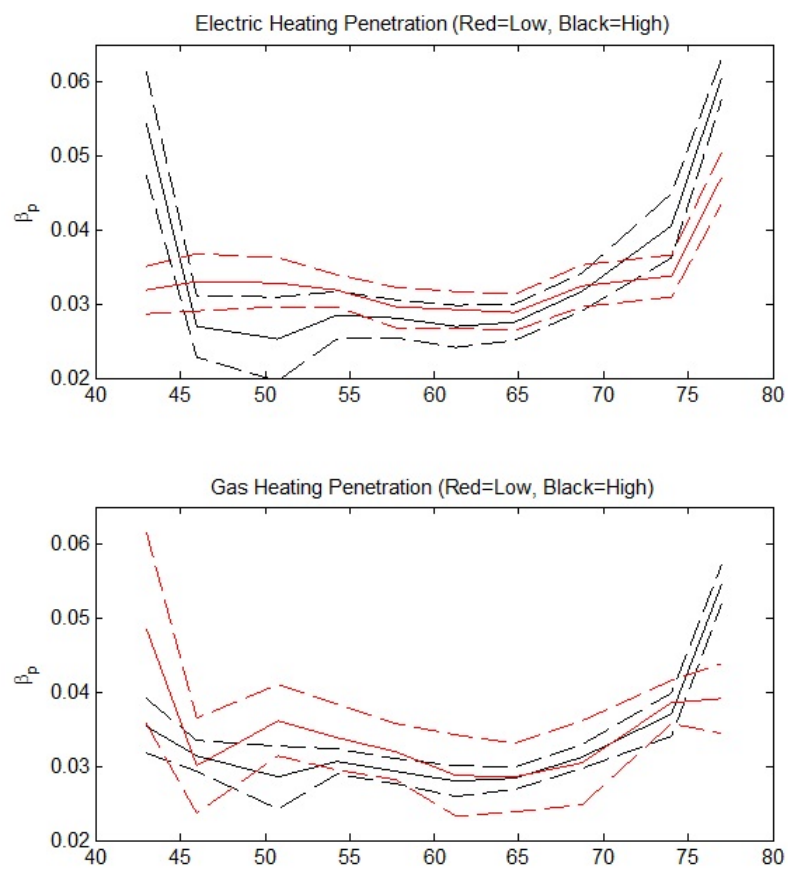 Electric Heating Penetration (Red=Low, Black=High)
0.06
0.05
0.04
0.03
0.02
βp
40 45 50 55 60 65 70 75 80
Gas Heating Penetration (Red=Low, Black=High)
0.06
0.05
0.04
0.03
0.02
βp
40 45 50 55 60 65 70 75 80